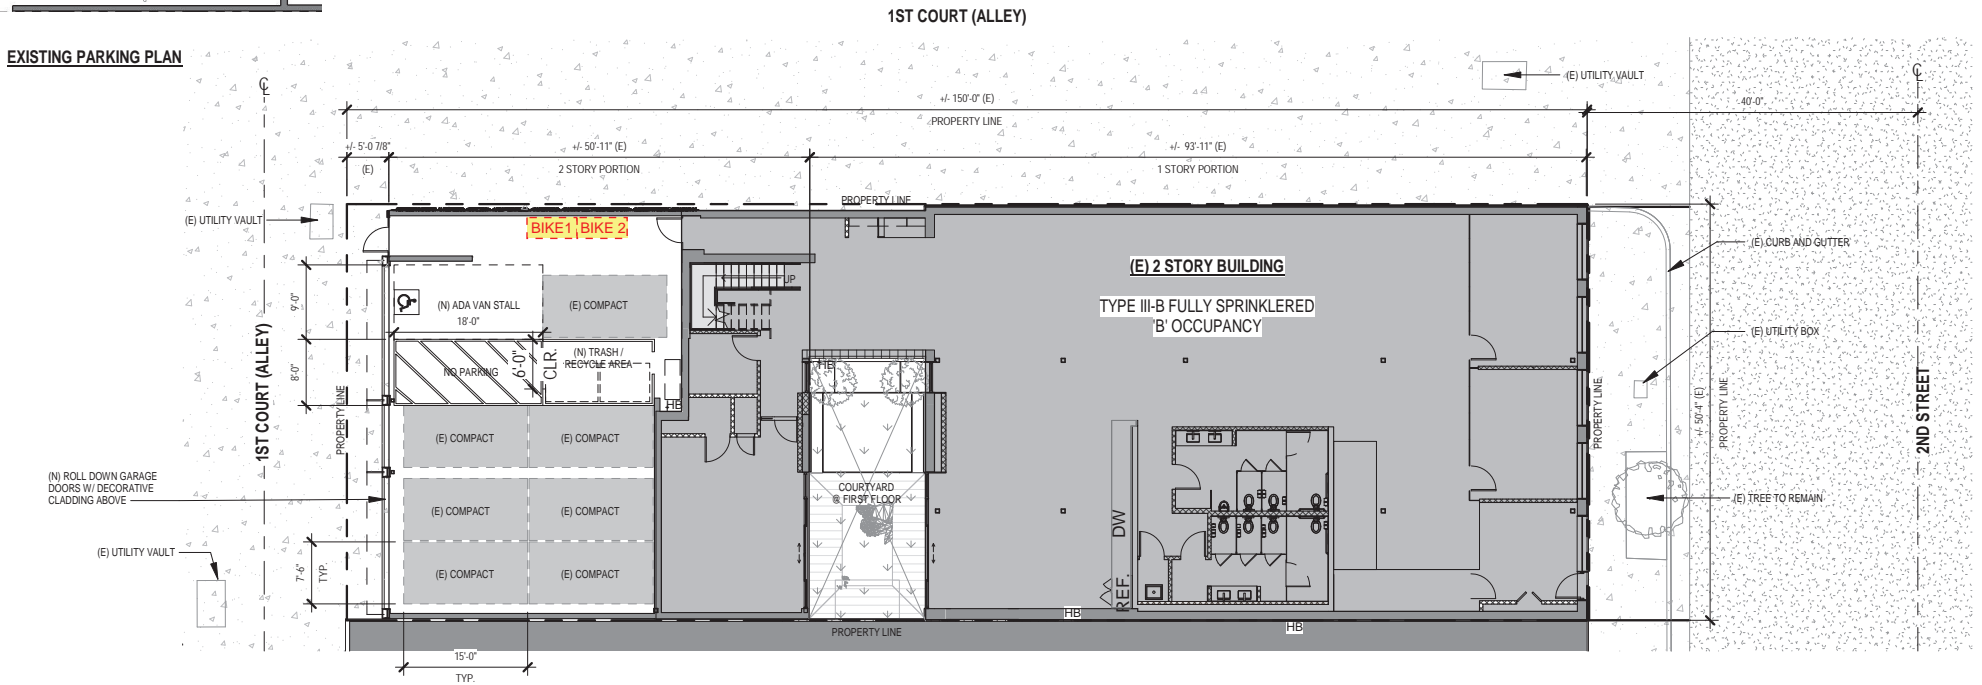 1ST COURT (ALLEY)
EXISTING PARKING PLAN
(E) UTILITY VAULT
+/- 150'-0" (E)
PROPERTY LINE
40'-0"
+/- 5'-0 7/8"
(E)
+/- 50'-11" (E)
2 STORY PORTION
+/- 93'-11" (E)
1 STORY PORTION
PROPERTY LINE
(E) UTILITY VAULT
BIKE1
BIKE 2
(E) CURB AND GUTTER
(E) 2 STORY BUILDING
TYPE III-B FULLY SPRINKLERED
'B' OCCUPANCY
UP
9'-0"
(N) ADA VAN STALL
18'-0"
(E) COMPACT
(E) UTILITY BOX
1ST COURT (ALLEY)
8'-0"
NO PARKING
6'-0"
CLR.
(N) TRASH /
RECYCLE AREA
HB
HB
PROPERTY LINE
PROPERTY LINE
+/- 50'-4" (E)
PROPERTY LINE
2ND STREET
(E) COMPACT
(E) COMPACT
(N) ROLL DOWN GARAGE
DOORS W/ DECORATIVE
CLADDING ABOVE
COURTYARD
@ FIRST FLOOR
(E) COMPACT
(E) COMPACT
(E) TREE TO REMAIN
DW
REF.
(E) UTILITY VAULT
7'-6"
TYP.
(E) COMPACT
(E) COMPACT
HB
HB
PROPERTY LINE
15'-0"
TYP.